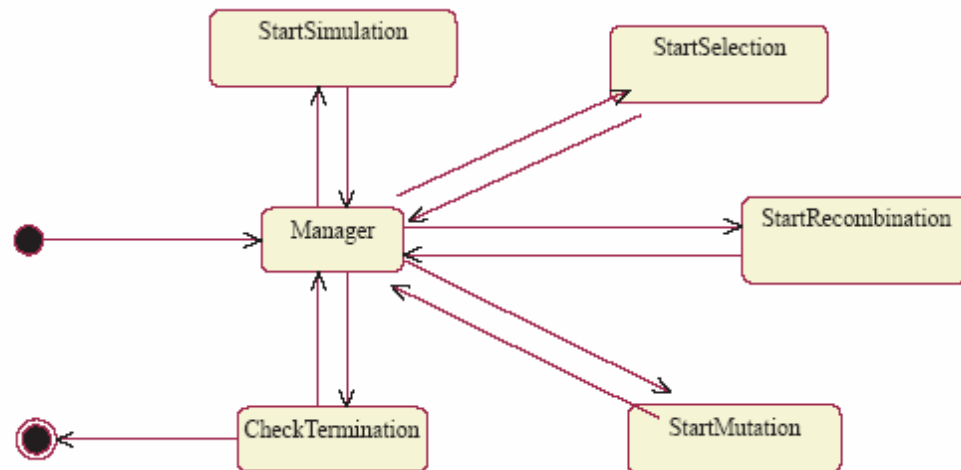 StartSimulation
StartSelection
Manager
StartRecombination
CheckTermination
StartMutation